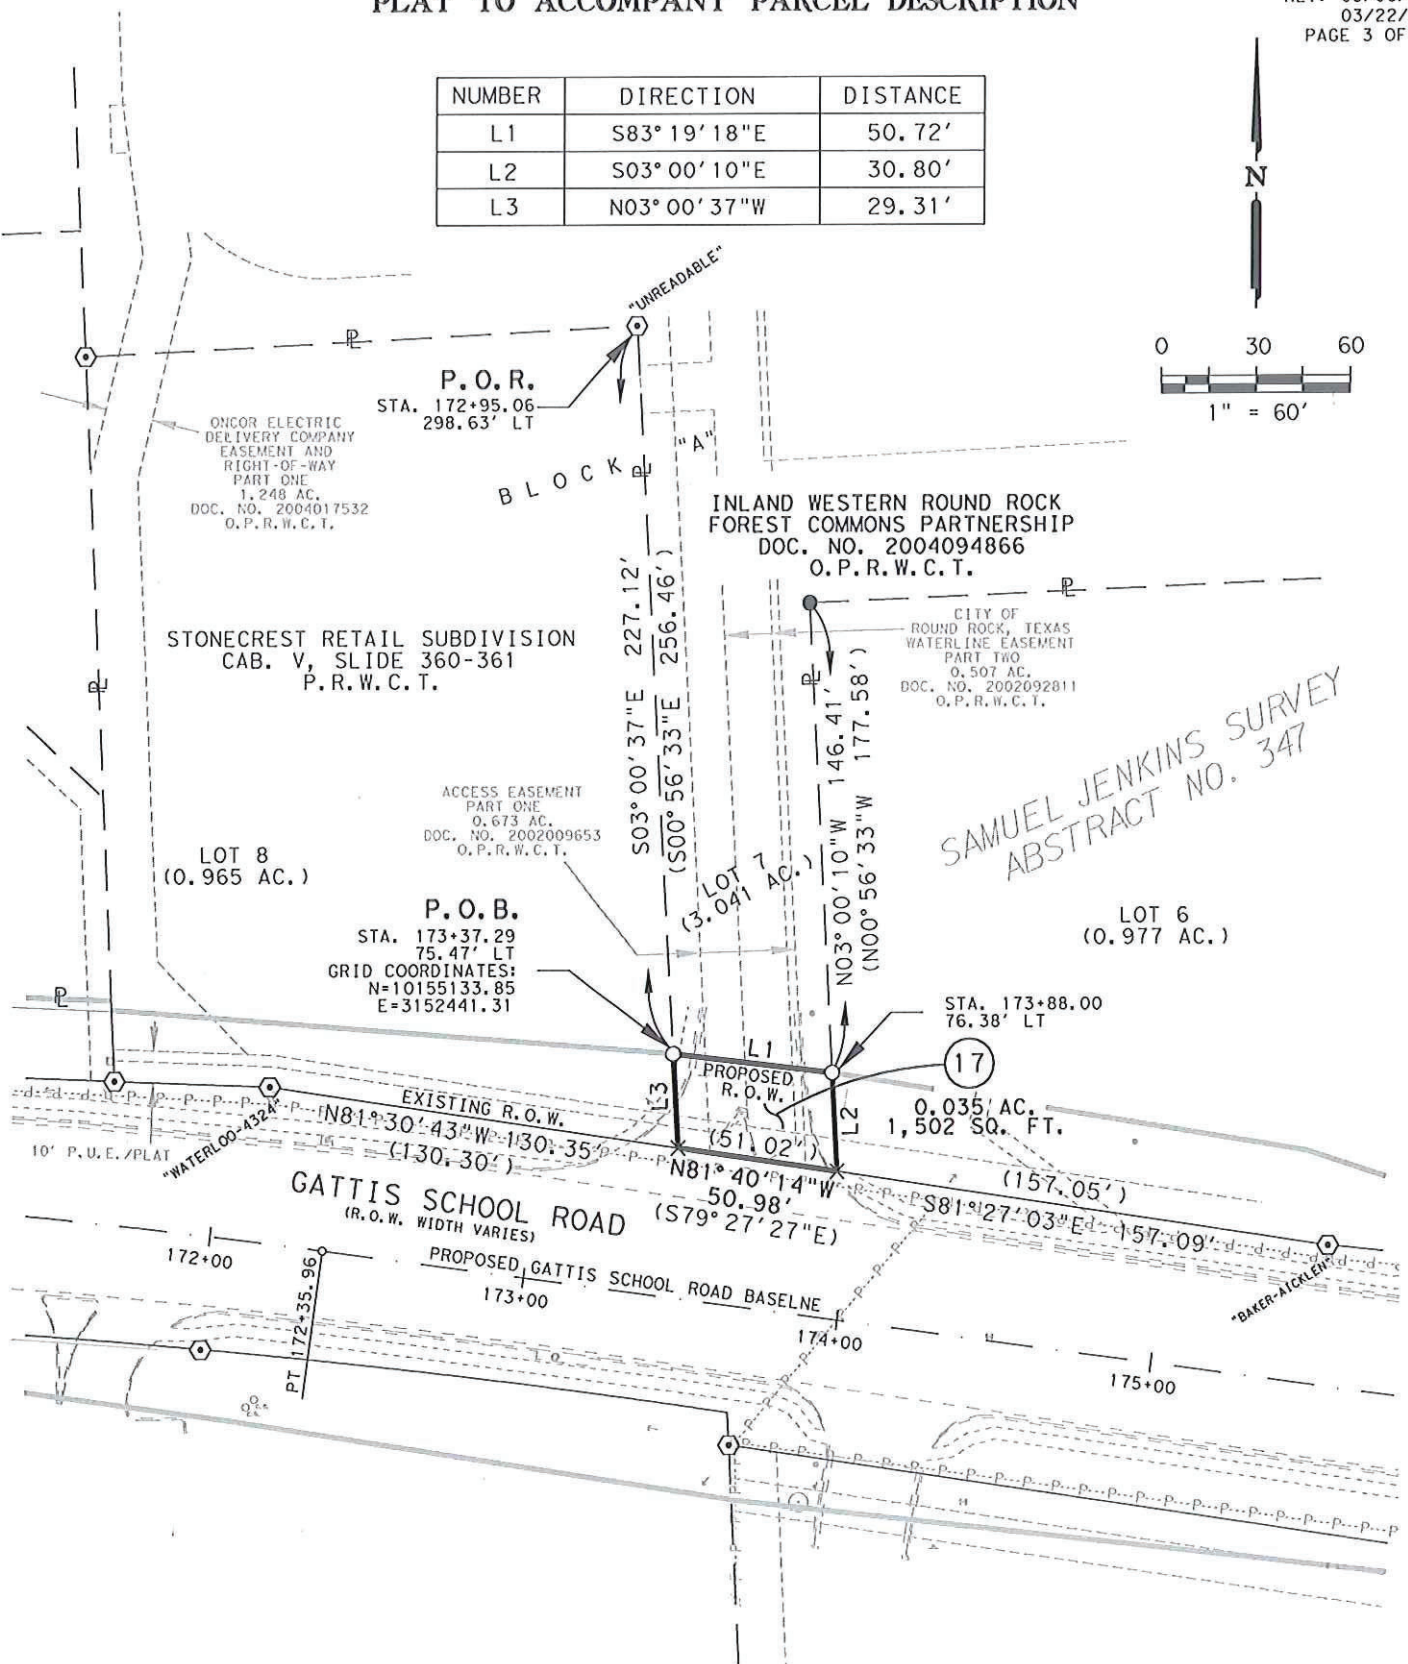 PLAT TO ACCOMPANY PARCEL DESCRIPTION
03/22/
PAGE 3 OF
NUMBER DIRECTION DISTANCE
L1 S83°19'18"E 50.72'
L2 S03°00'10"E 30.80'
L3 N03°00'37"W 29.31'
N
0 30 60
1" = 60'
"UNREADABLE"
P.O.R.
STA. 172+95.06
298.63' LT
ONCOR ELECTRIC
DELIVERY COMPANY
EASEMENT AND
RIGHT-OF-WAY
PART ONE
1.248 AC.
DOC. NO. 2004017532
O.P.R.W.C.T.
BLOCK "A"
INLAND WESTERN ROUND ROCK
FOREST COMMONS PARTNERSHIP
DOC. NO. 2004094866
O.P.R.W.C.T.
STONECREST RETAIL SUBDIVISION
CAB. V, SLIDE 360-361
P.R.W.C.T.
CITY OF
ROUND ROCK, TEXAS
WATERLINE EASEMENT
PART TWO
0.507 AC.
DOC. NO. 2002092811
O.P.R.W.C.T.
S03°00'37"E 227.12'
(S00°56'33"E 256.46')
N03°00'10"W 146.41'
(N00°56'33"W 177.58')
SAMUEL JENKINS SURVEY
ABSTRACT NO. 347
ACCESS EASEMENT
PART ONE
0.673 AC.
DOC. NO. 2002009653
O.P.R.W.C.T.
LOT 8
(0.965 AC.)
LOT 7
(3.041 AC.)
LOT 6
(0.977 AC.)
P.O.B.
STA. 173+37.29
75.47' LT
GRID COORDINATES:
N=10155133.85
E=3152441.31
STA. 173+88.00
76.38' LT
L1
PROPOSED
R.O.W.
17
L3
L2
0.035 AC.
1,502 SQ. FT.
EXISTING R.O.W.
N81°30'43"W 130.35'
(130.30')
(51.02')
N81°40'14"W
50.98'
(S79°27'27"E)
(157.05')
S81°27'03"E 157.09'
10' P.U.E./PLAT
"WATERLOO-4324"
"BAKER-AICKLEN"
GATTIS SCHOOL ROAD
(R.O.W. WIDTH VARIES)
PROPOSED GATTIS SCHOOL ROAD BASELNE
172+00
173+00
174+00
175+00
PT 172+35.96